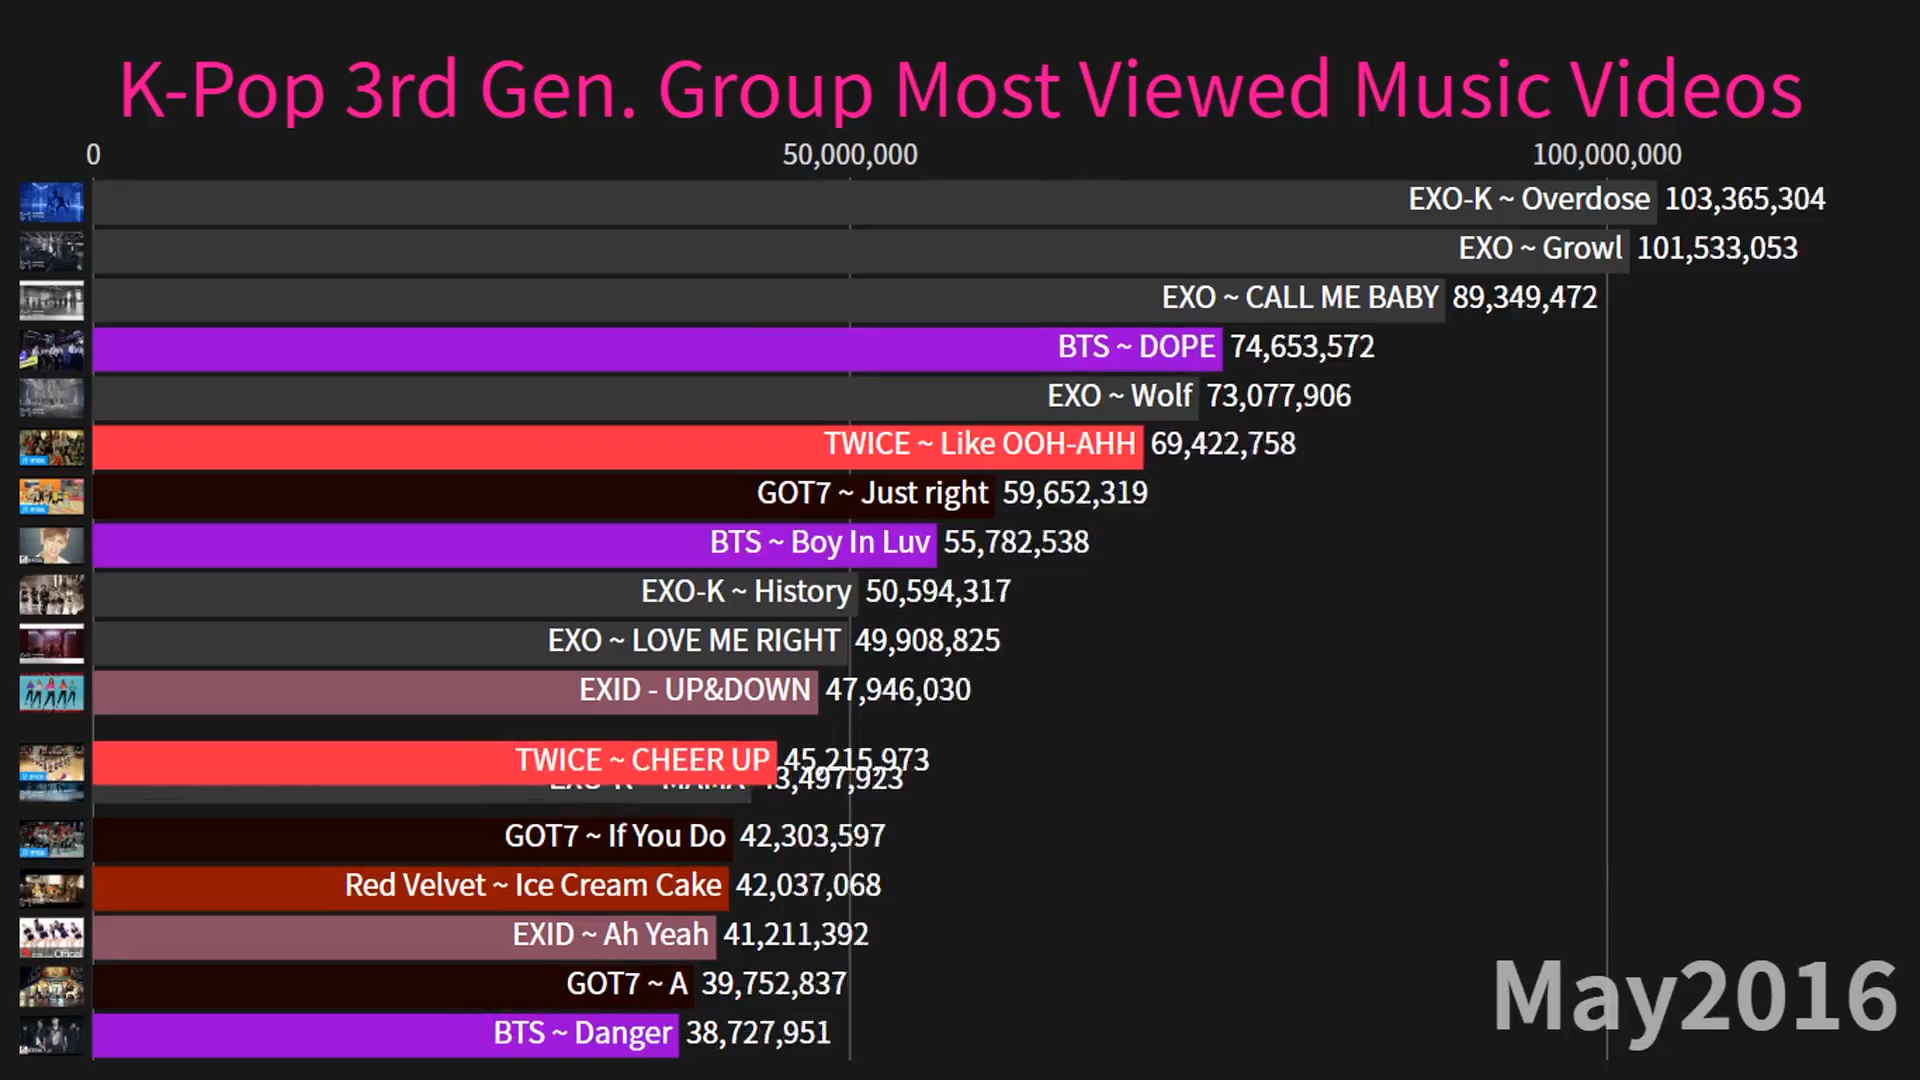 K-Pop 3rd Gen. Group Most Viewed Music Videos
0 50,000,000 100,000,000
EXO-K ~ Overdose 103,365,304
EXO ~ Growl 101,533,053
EXO ~ CALL ME BABY 89,349,472
BTS ~ DOPE 74,653,572
EXO ~ Wolf 73,077,906
TWICE ~ Like OOH-AHH 69,422,758
GOT7 ~ Just right 59,652,319
BTS ~ Boy In Luv 55,782,538
EXO-K ~ History 50,594,317
EXO ~ LOVE ME RIGHT 49,908,825
EXID - UP&DOWN 47,946,030
TWICE ~ CHEER UP 45,215,973
EXO-K ~ MAMA
GOT7 ~ If You Do 42,303,597
Red Velvet ~ Ice Cream Cake 42,037,068
EXID ~ Ah Yeah 41,211,392
GOT7 ~ A 39,752,837
BTS ~ Danger 38,727,951
May2016